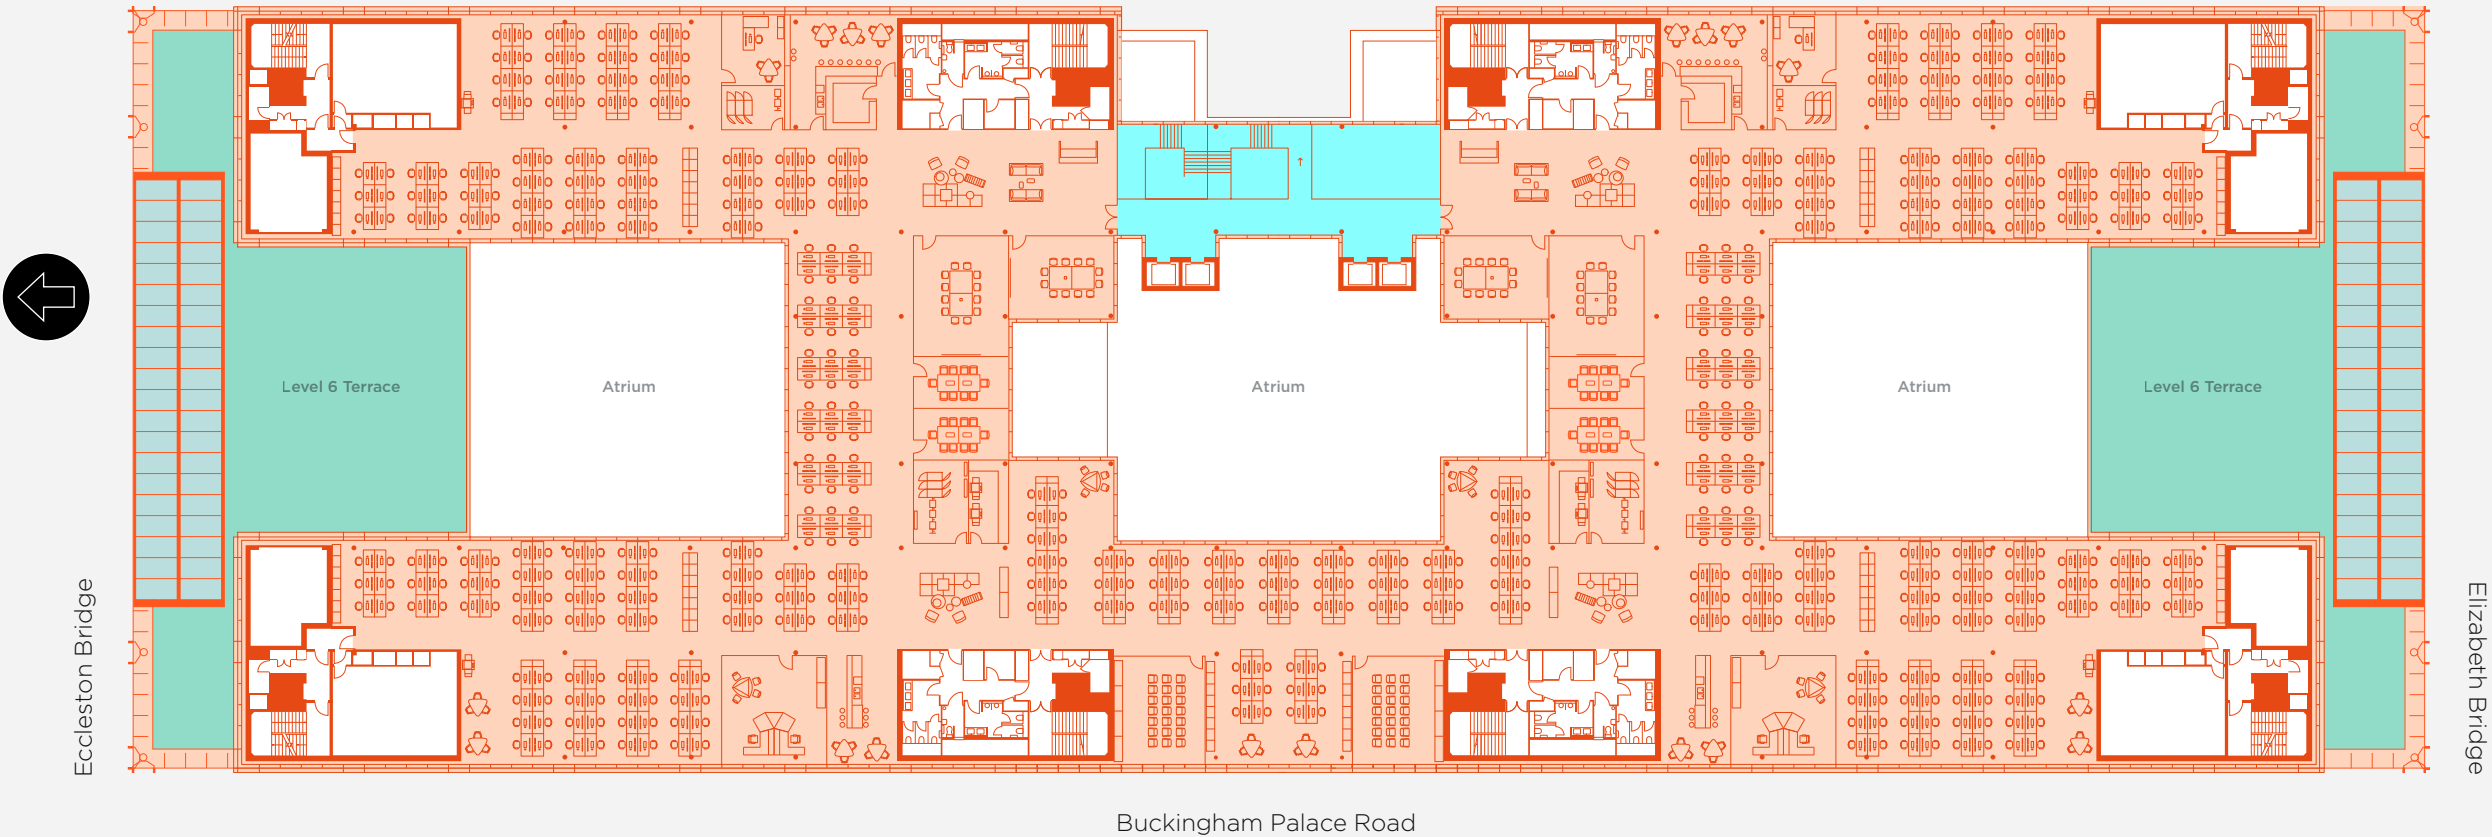 Level 6 Terrace
Atrium
Atrium
Atrium
Level 6 Terrace
Eccleston Bridge
Elizabeth Bridge
Buckingham Palace Road